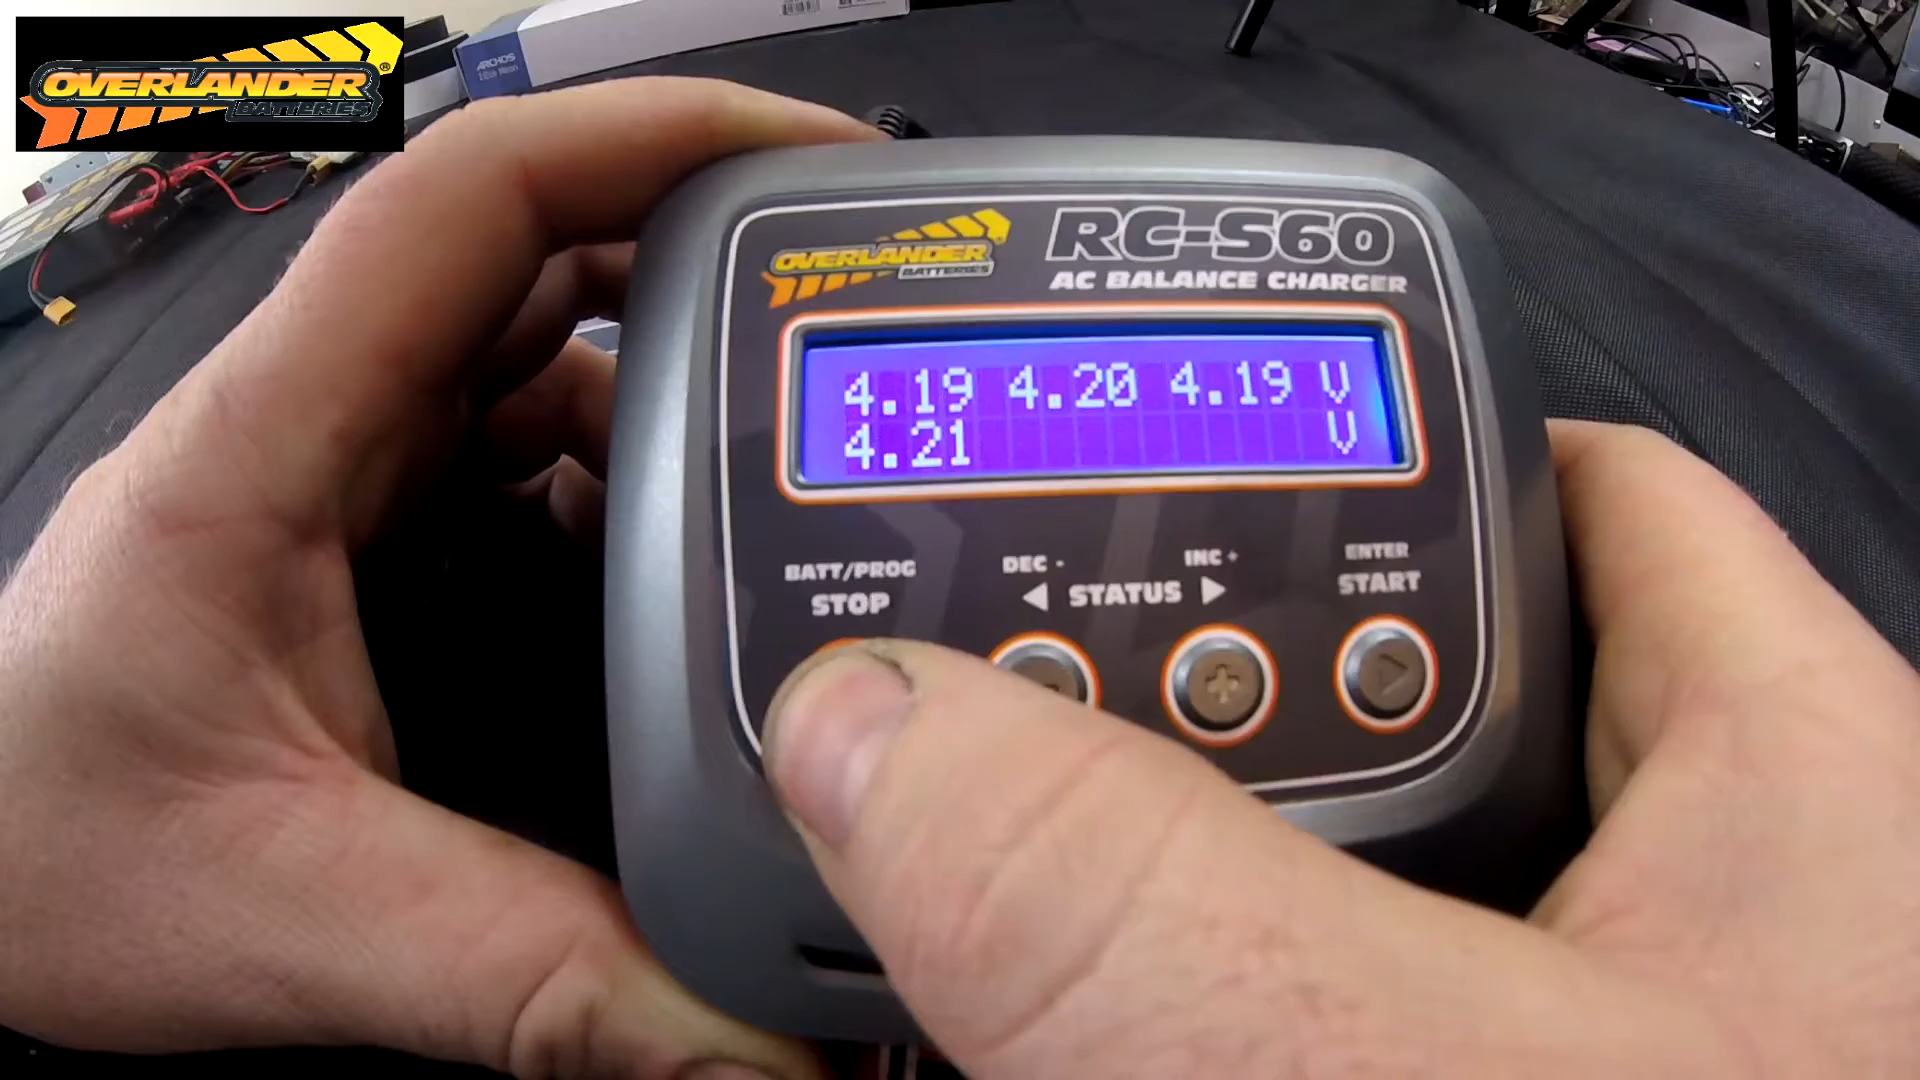 OVERLANDER®
BATTERIES
ARCHOS
OVERLANDER
BATTERIES
RC-S60
AC BALANCE CHARGER
4.19 4.20 4.19 V
4.21 V
BATT/PROG
STOP
DEC -
INC +
◀ STATUS ▶
ENTER
START